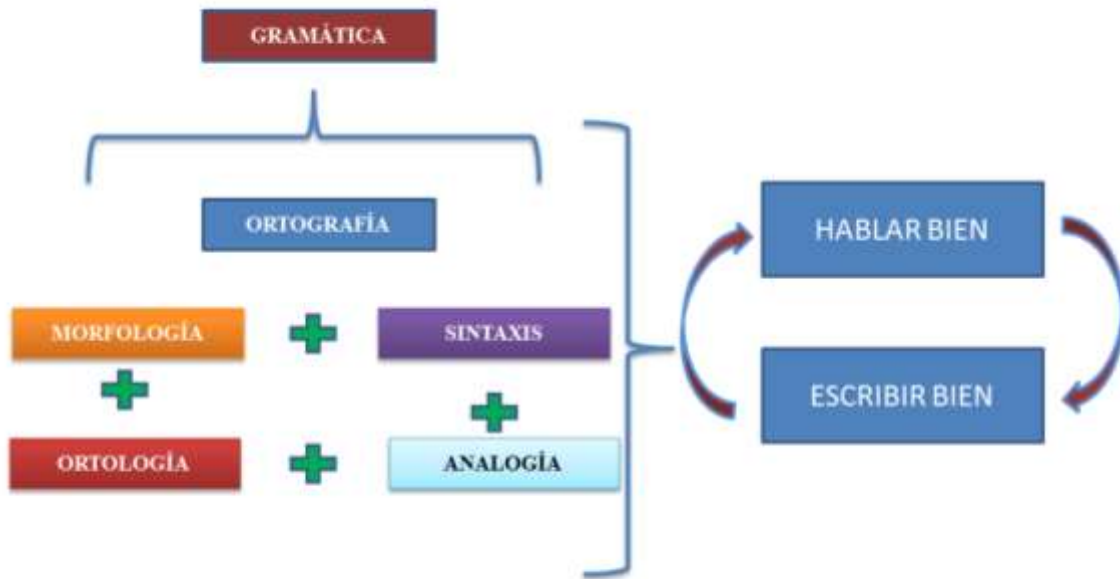 GRAMÁTICA
ORTOGRAFÍA
MORFOLOGÍA
SINTAXIS
ORTOLOGÍA
ANALOGÍA
HABLAR BIEN
ESCRIBIR BIEN